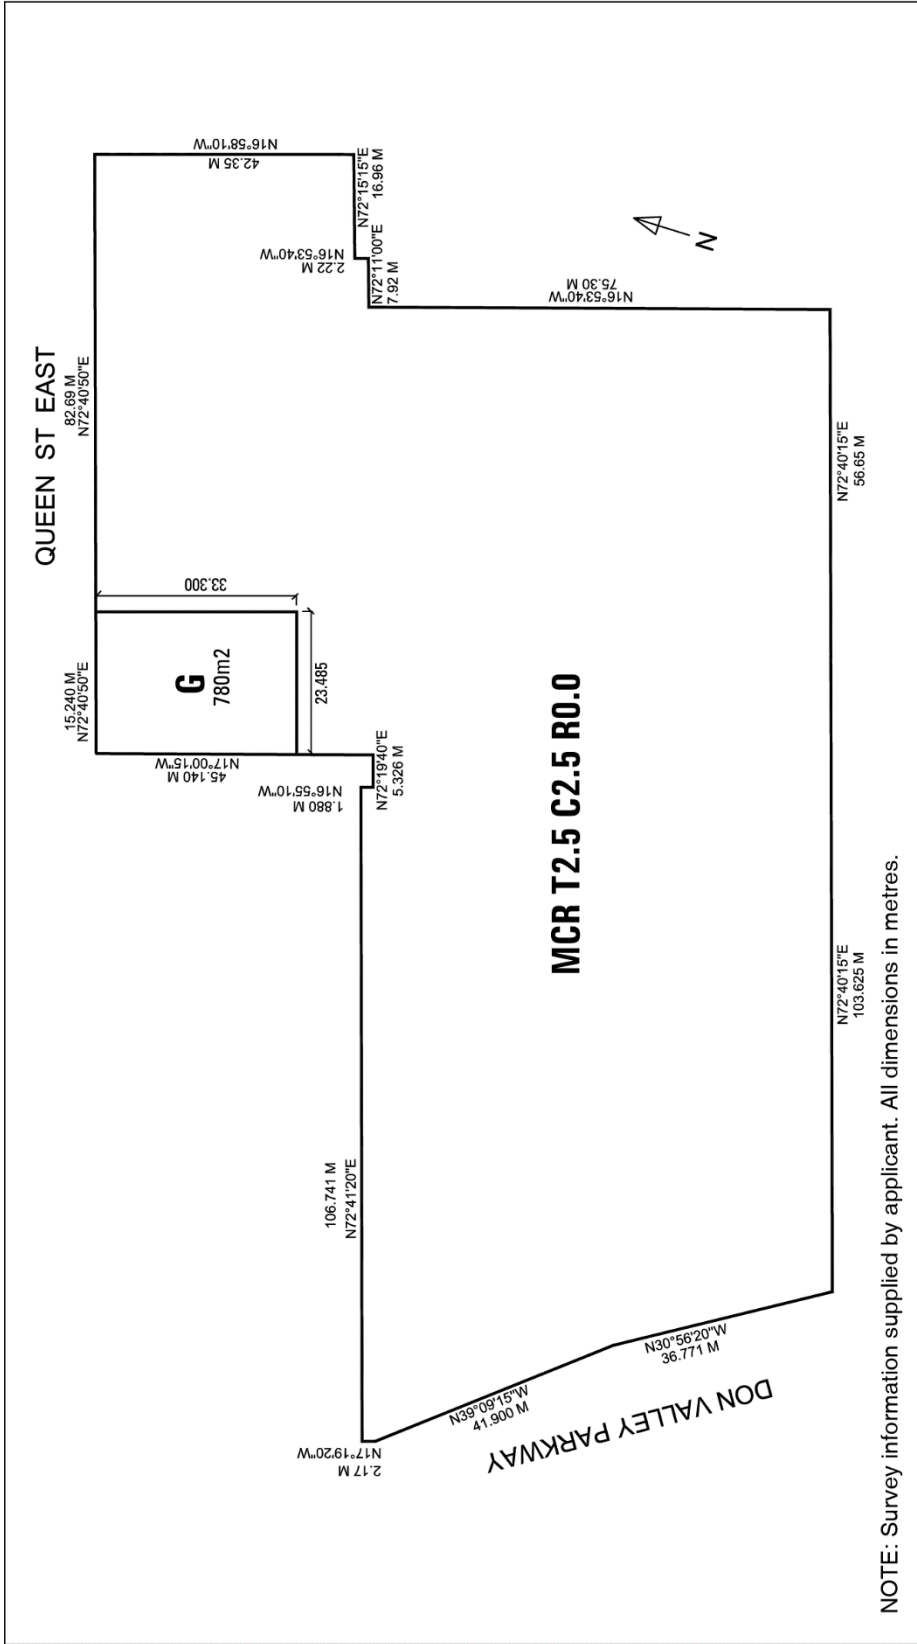 QUEEN ST EAST
15.240 M
N72°40'50"E
82.69 M
N72°40'50"E
N16°58'10"W
42.35 M
G
780m2
33.300
23.485
N17°00'15"W
45.140 M
N72°19'40"E
5.326 M
N16°55'10"W
1.880 M
N72°15'15"E
16.96 M
N16°53'40"W
2.22 M
N72°11'00"E
7.92 M
106.741 M
N72°41'20"E
N17°19'20"W
2.17 M
N39°09'15"W
41.900 M
N30°56'20"W
36.771 M
DON VALLEY PARKWAY
MCR T2.5 C2.5 R0.0
N16°53'40"W
75.30 M
N
N72°40'15"E
103.625 M
N72°40'15"E
56.65 M
NOTE: Survey information supplied by applicant. All dimensions in metres.